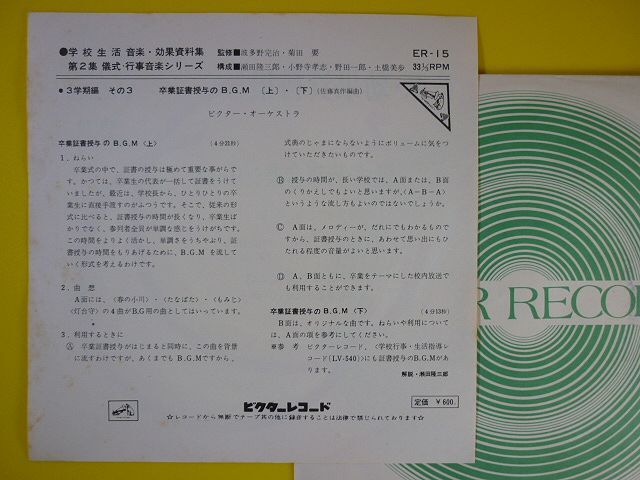 ●学校生活 音楽・効果資料集
第2集 儀式・行事音楽シリーズ
監修■波多野完治・菊田 要
構成■瀬田隆三郎・小野寺孝志・野田一郎・土橋美歩
ER-15
33⅓RPM
●3学期編 その3 卒業証書授与のB.G.M〔上〕・〔下〕(佐藤真作編曲)
ビクター・オーケストラ
卒業証書授与のB.G.M〈上〉 (4分21秒)
1.ねらい
卒業式の中で、証書の授与は極めて重要な事がらで
す。かつては、卒業生の代表が一括して証書をうけて
いましたが、最近は、学校長から、ひとりひとりの卒
業生に直接手渡すのがふつうです。そこで、従来の形
式に比べると、証書授与の時間が長くなり、卒業生ば
かりでなく、参列者全員が単調な感じをうけがちです。
この時間をよりよく活かし、単調さをうちやぶり、証
書授与の時間をもりあげるために、B.G.Mを流して
いく形式を考えるわけです。
2.曲 想
A面には、〈春の小川〉・〈たなばた〉・〈もみじ〉
〈灯台守〉の4曲がB.G用の曲としてはいっています。
3.利用するときに
Ⓐ 卒業証書授与がはじまると同時に、この曲を背景
に流すわけですが、あくまでもB.G.Mですから、
式典のじゃまにならないようにボリュームに気をつ
けていただきたいものです。
Ⓑ 授与の時間が、長い学校では、A面または、B面
のくりかえしでもよいと思いますが、〈A-B-A〉
というような流し方もよいのではないでしょうか。
Ⓒ A面は、メロディーが、だれにでもわかるもので
すから、証書授与のときに、あわせて思い出にもひ
たれる程度の音量がよいと思います。
Ⓓ A、B面ともに、卒業をテーマにした校内放送で
も利用することができます。
卒業証書授与のB.G.M〈下〉 (4分13秒)
B面は、オリジナルな曲です。ねらいや利用について
は、A面の項を参考にしてください。
※参 考 ビクターレコード、〈学校行事・生活指導レ
コード(LV-540)〉にも証書授与のB.G.Mがあ
ります。
解説・瀬田隆三郎
ビクターレコード
定価 ¥600.
☆レコードから無断でテープ其の他に録音することは法律で禁じられております☆
R RECO